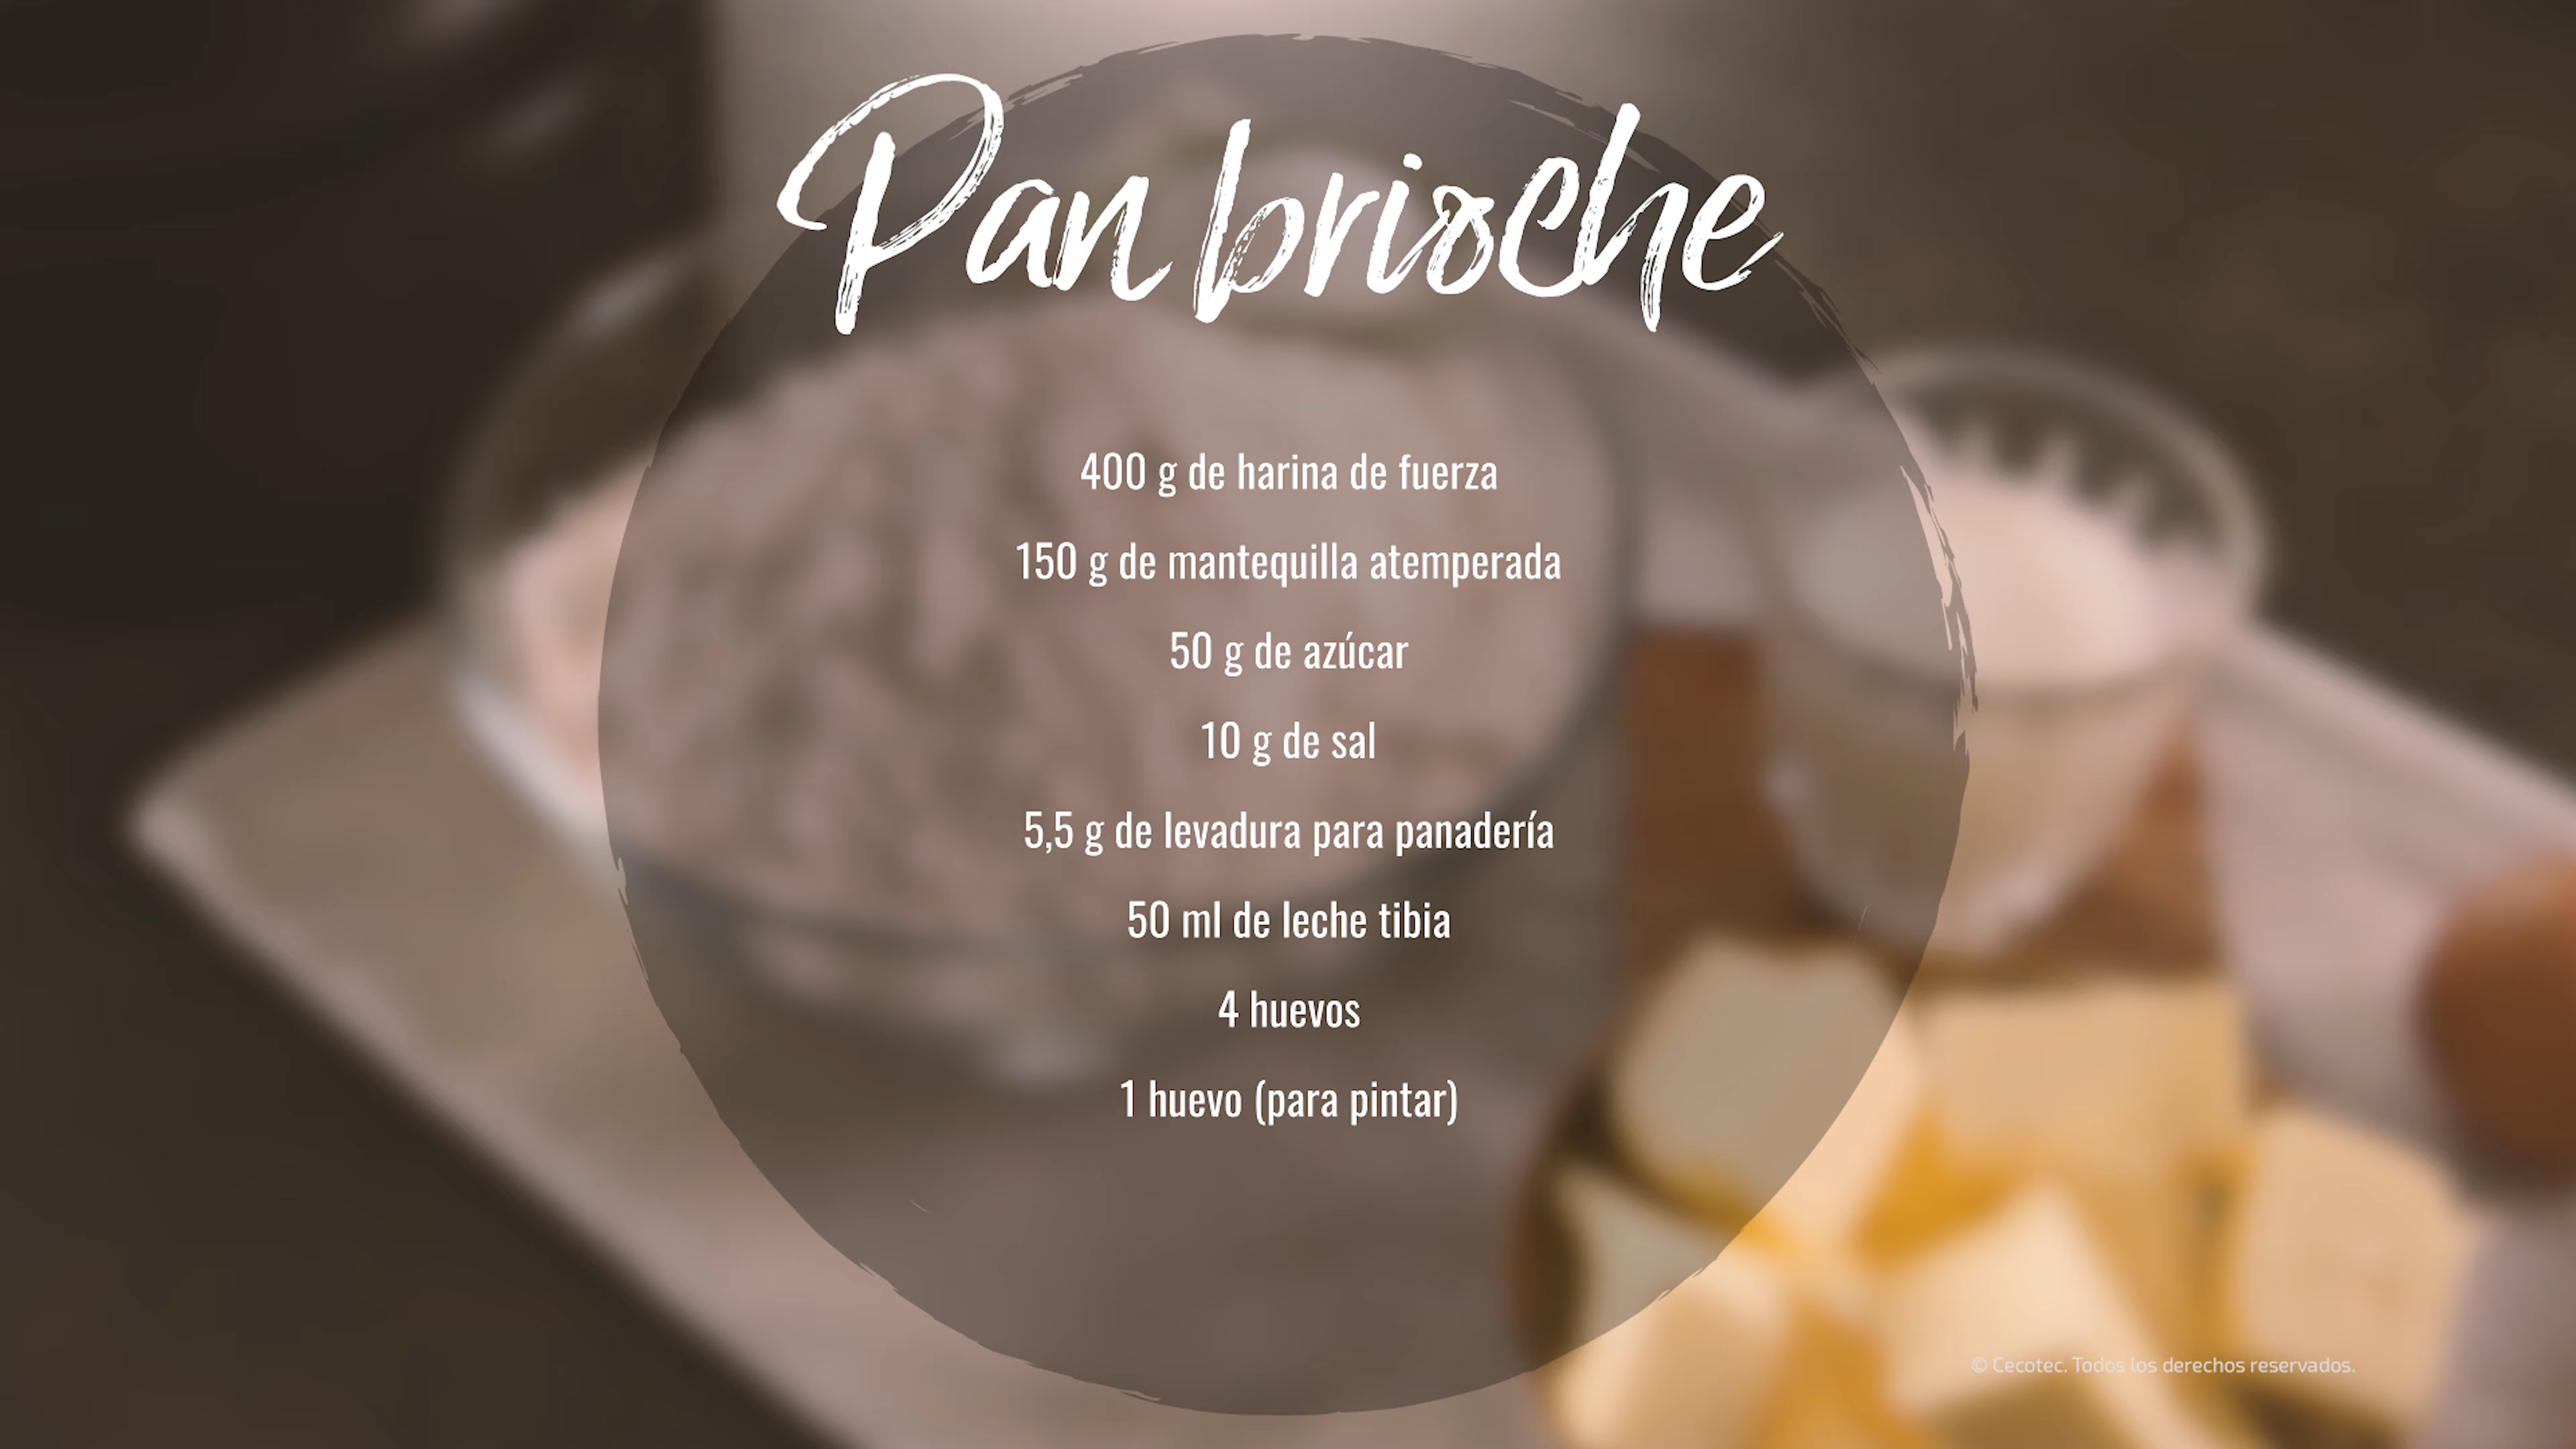 Pan brioche
400 g de harina de fuerza
150 g de mantequilla atemperada
50 g de azúcar
10 g de sal
5,5 g de levadura para panadería
50 ml de leche tibia
4 huevos
1 huevo (para pintar)
© Cecotec. Todos los derechos reservados.